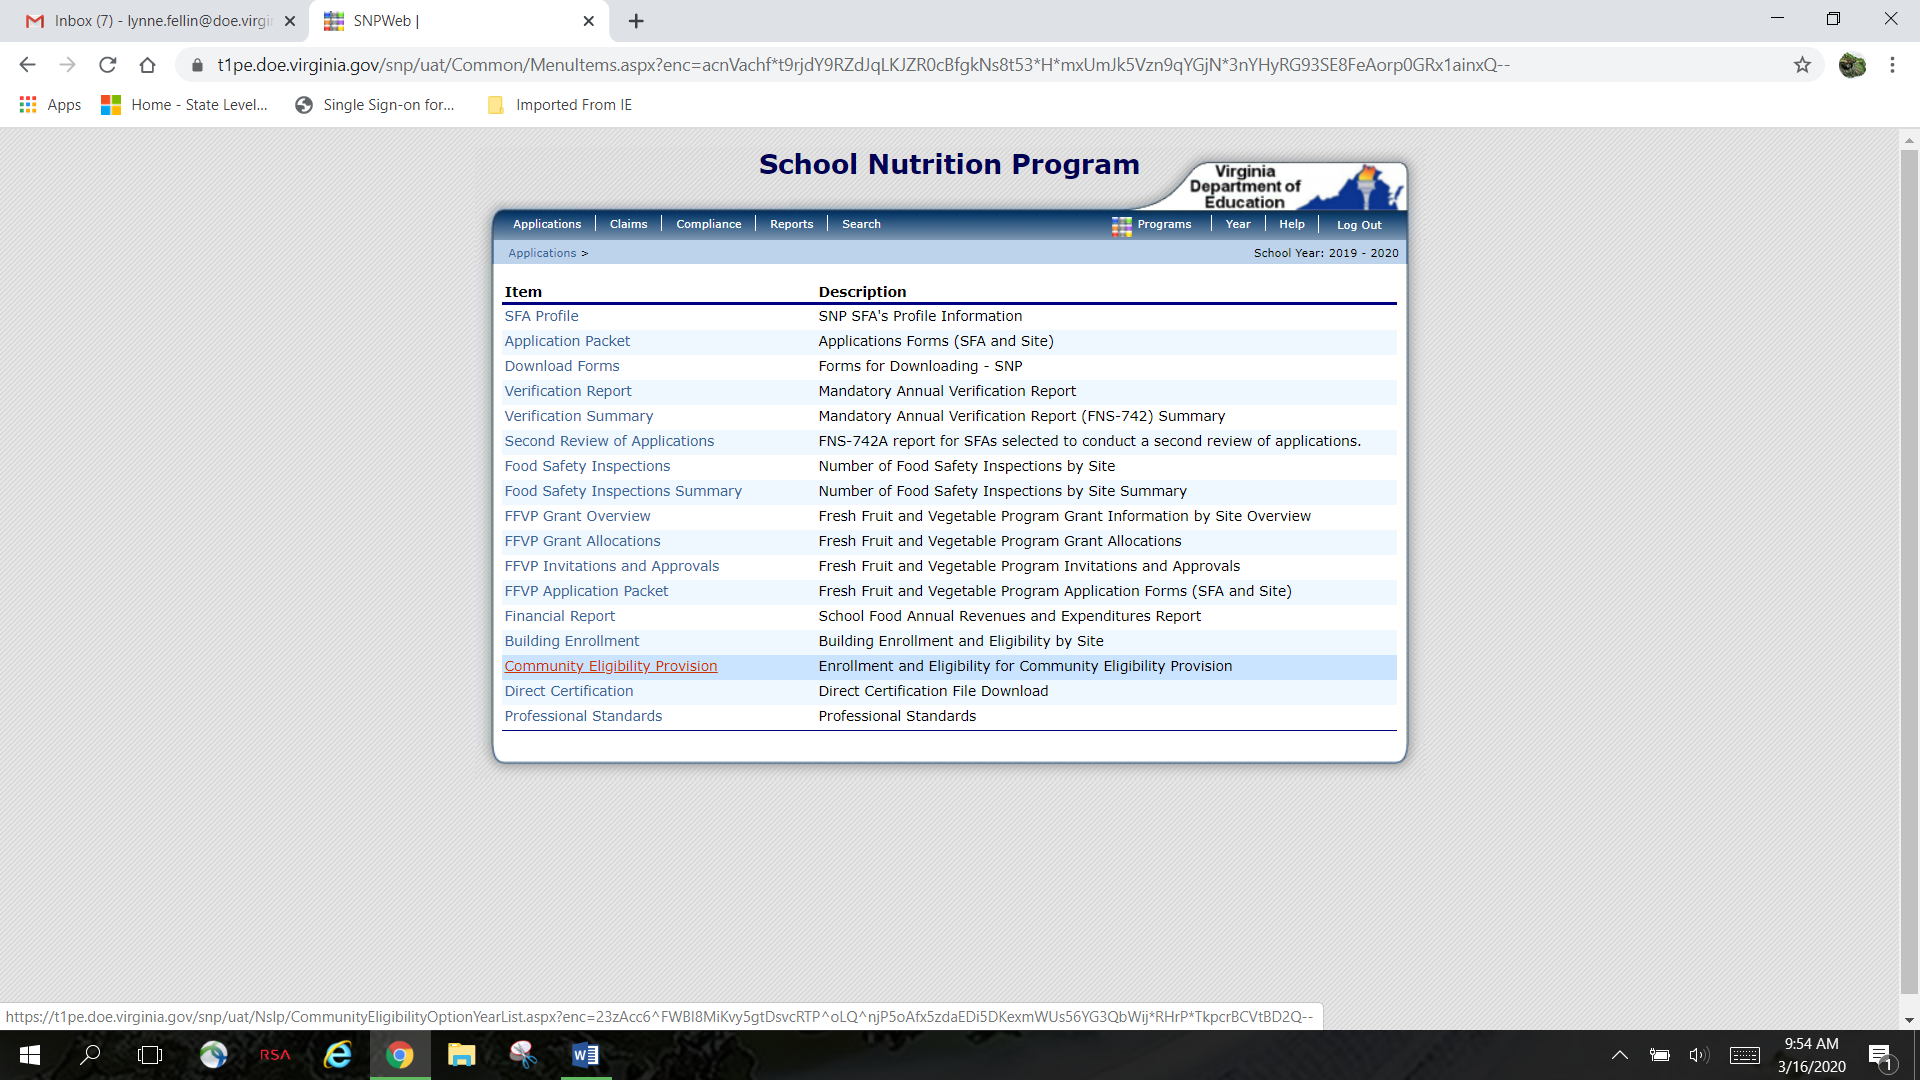 Inbox (7) - lynne.fellin@doe.virgi
SNPWeb |
t1pe.doe.virginia.gov/snp/uat/Common/MenuItems.aspx?enc=acnVachf*t9rjdY9RZdJqLKJZR0cBfgkNs8t53*H*mxUmJk5Vzn9qYGjN*3nYHyRG93SE8FeAorp0GRx1ainxQ--
Apps Home - State Level... Single Sign-on for... Imported From IE
School Nutrition Program
Virginia
Department of
Education
Applications Claims Compliance Reports Search Programs Year Help Log Out
Applications > School Year: 2019 - 2020
Item Description
SFA Profile SNP SFA's Profile Information
Application Packet Applications Forms (SFA and Site)
Download Forms Forms for Downloading - SNP
Verification Report Mandatory Annual Verification Report
Verification Summary Mandatory Annual Verification Report (FNS-742) Summary
Second Review of Applications FNS-742A report for SFAs selected to conduct a second review of applications.
Food Safety Inspections Number of Food Safety Inspections by Site
Food Safety Inspections Summary Number of Food Safety Inspections by Site Summary
FFVP Grant Overview Fresh Fruit and Vegetable Program Grant Information by Site Overview
FFVP Grant Allocations Fresh Fruit and Vegetable Program Grant Allocations
FFVP Invitations and Approvals Fresh Fruit and Vegetable Program Invitations and Approvals
FFVP Application Packet Fresh Fruit and Vegetable Program Application Forms (SFA and Site)
Financial Report School Food Annual Revenues and Expenditures Report
Building Enrollment Building Enrollment and Eligibility by Site
Community Eligibility Provision Enrollment and Eligibility for Community Eligibility Provision
Direct Certification Direct Certification File Download
Professional Standards Professional Standards
https://t1pe.doe.virginia.gov/snp/uat/Nslp/CommunityEligibilityOptionYearList.aspx?enc=23zAcc6^FWBI8MiKvy5gtDsvcRTP^oLQ^njP5oAfx5zdaEDi5DKexmWUs56YG3QbWij*RHrP*TkpcrBCVtBD2Q--
RSA
9:54 AM
3/16/2020
1